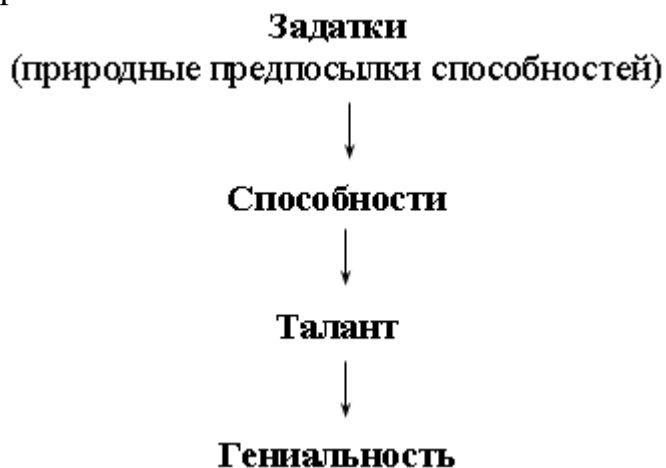 Задатки
(природные предпосылки способностей)
Способности
Талант
Гениальность